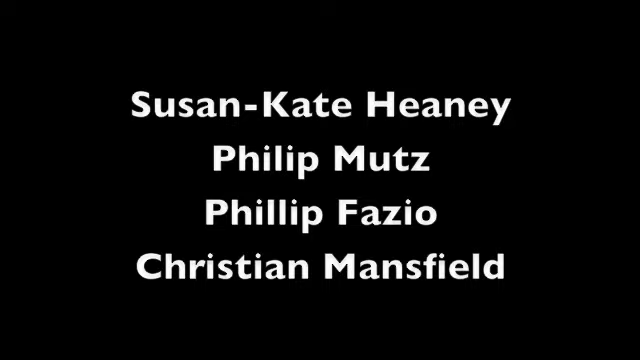 Susan-Kate Heaney
Philip Mutz
Phillip Fazio
Christian Mansfield